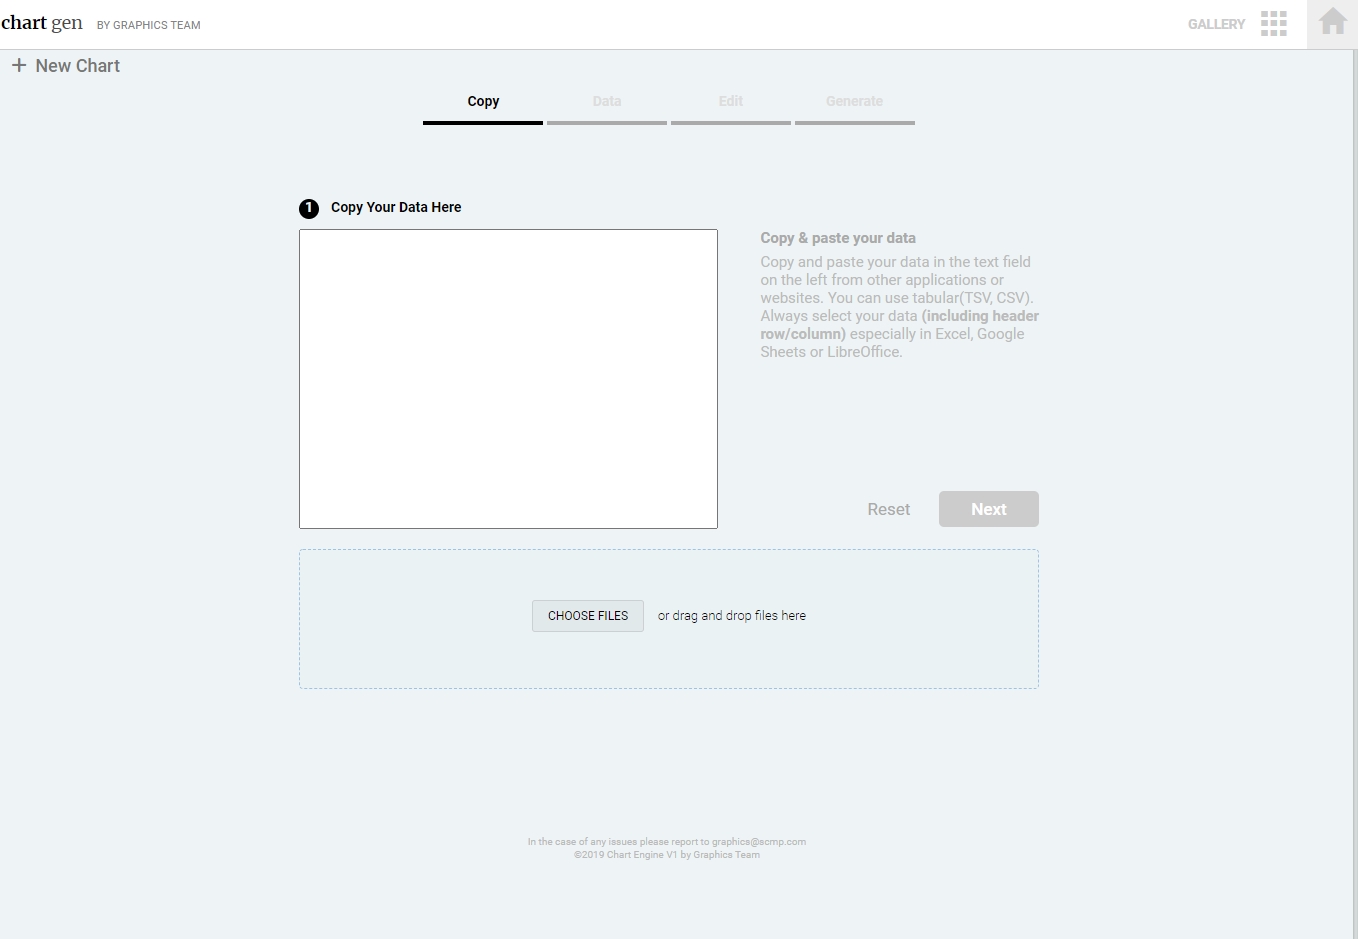 chart gen BY GRAPHICS TEAM GALLERY
+ New Chart
Copy Data Edit Generate
1 Copy Your Data Here
Copy & paste your data
Copy and paste your data in the text field
on the left from other applications or
websites. You can use tabular(TSV, CSV).
Always select your data (including header
row/column) especially in Excel, Google
Sheets or LibreOffice.
Reset Next
CHOOSE FILES or drag and drop files here
In the case of any issues please report to graphics@scmp.com
©2019 Chart Engine V1 by Graphics Team